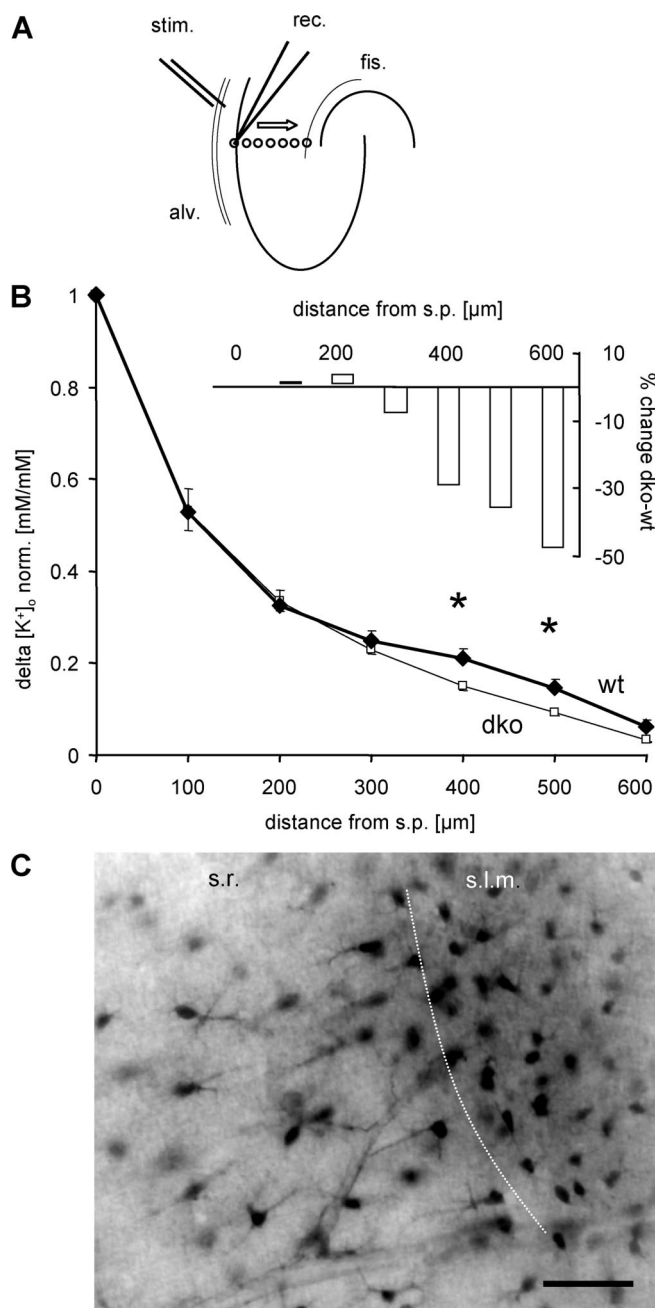 A
stim.
rec.
fis.
alv.
B
distance from s.p. [µm]
0 200 400 600
10
-10
-30
-50
% change dko-wt
1
0.8
0.6
0.4
0.2
0
delta [K⁺]ₒ norm. [mM/mM]
*
*
wt
dko
0 100 200 300 400 500 600
distance from s.p. [µm]
C
s.r.
s.l.m.